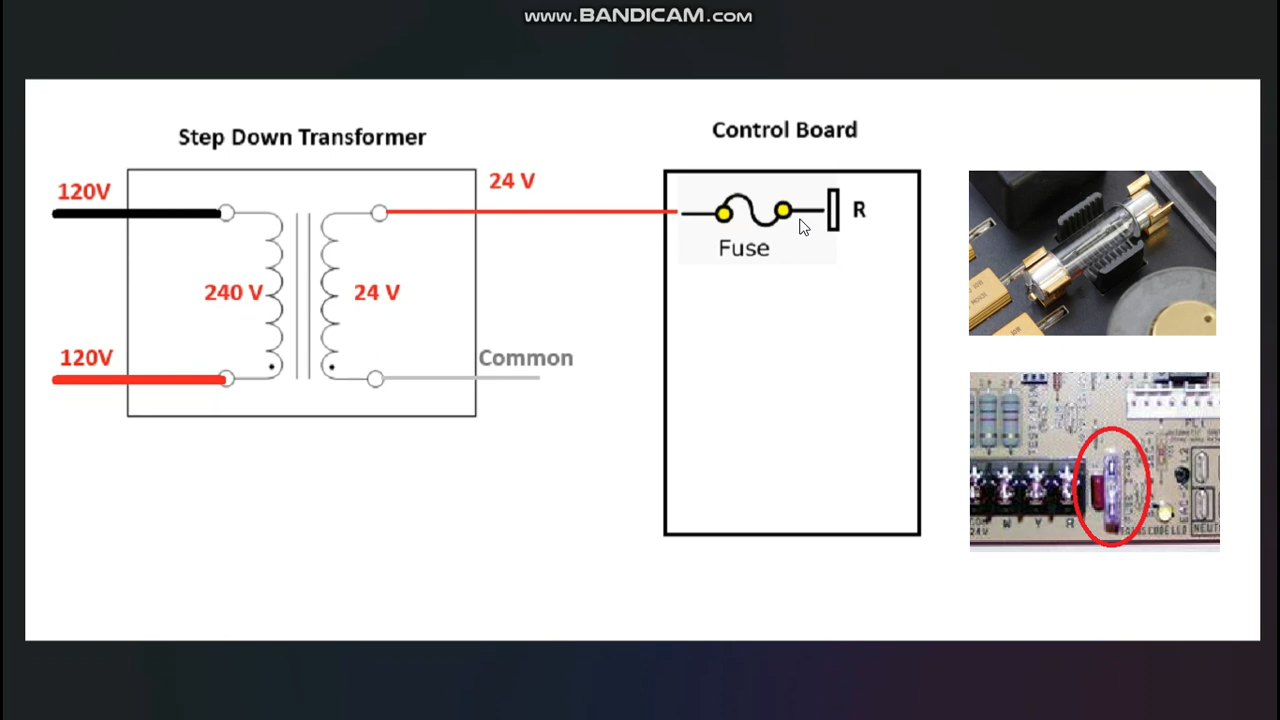 www.BANDICAM.com
Step Down Transformer
Control Board
120V
24 V
R
Fuse
240 V
24 V
120V
Common
W Y R